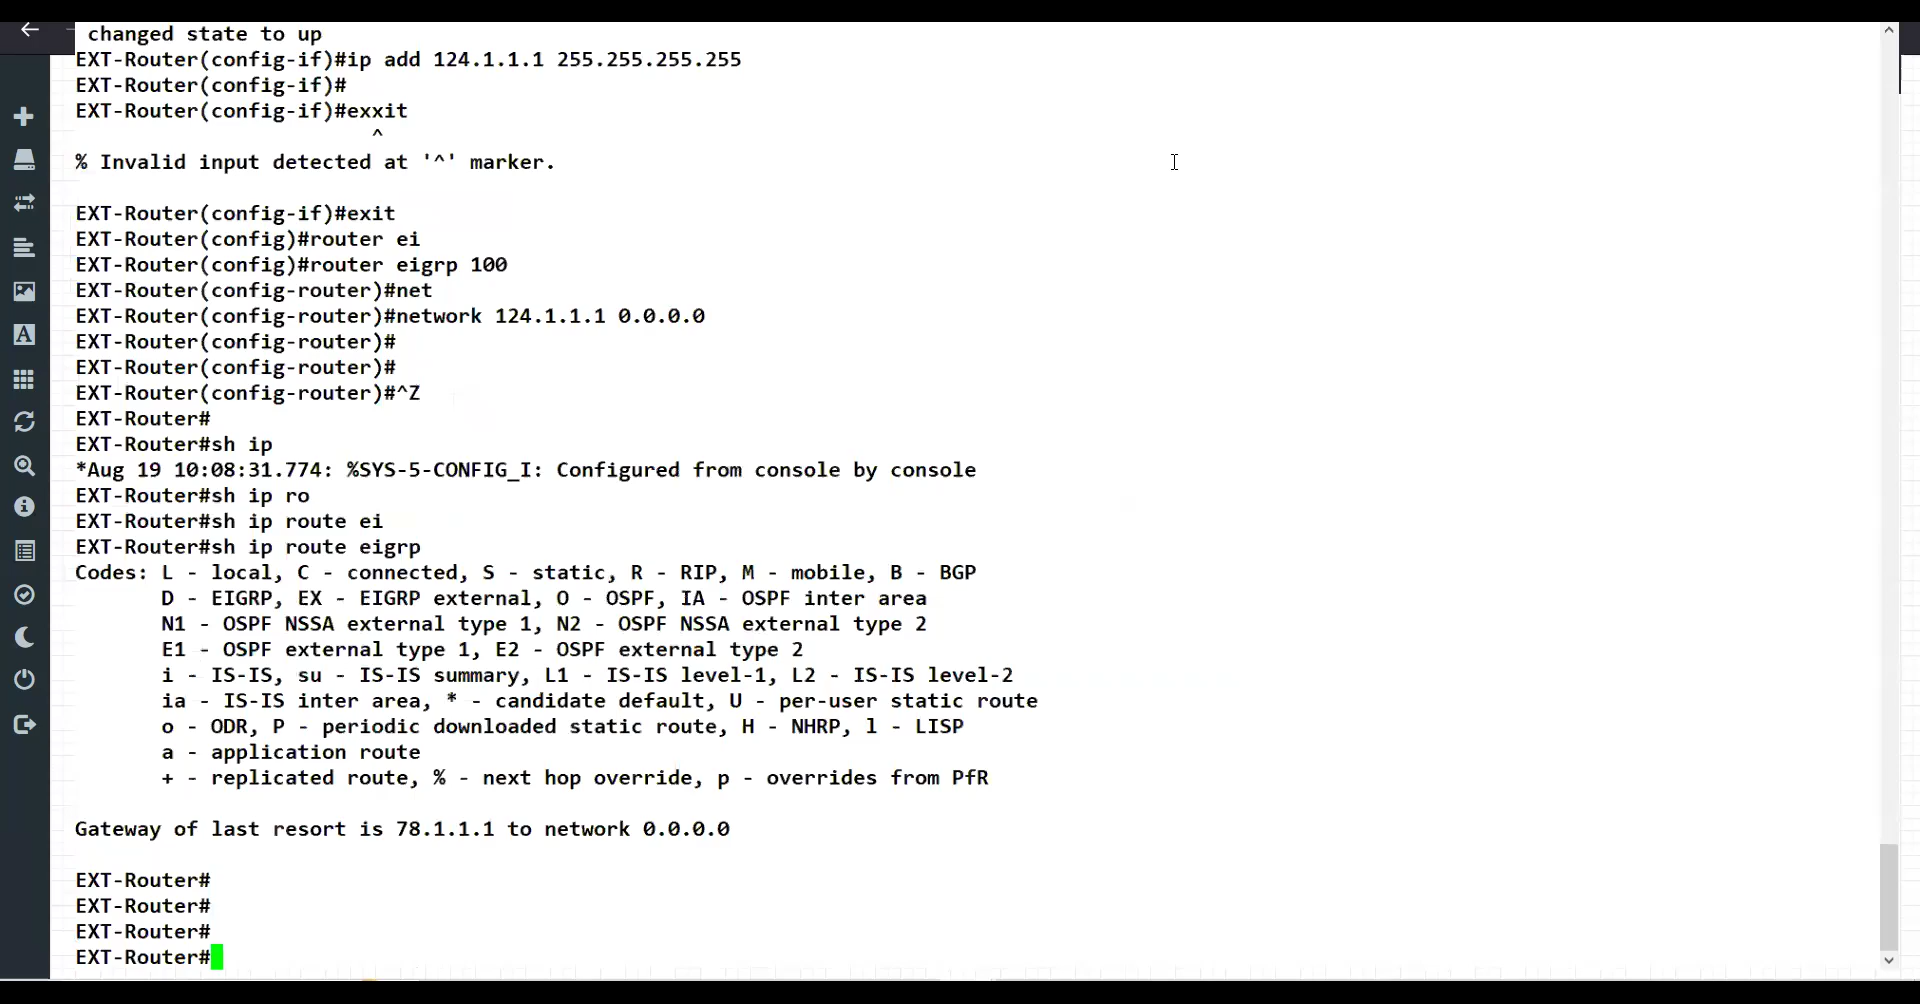 changed state to up
EXT-Router(config-if)#ip add 124.1.1.1 255.255.255.255
EXT-Router(config-if)#
EXT-Router(config-if)#exxit
^
% Invalid input detected at '^' marker.
EXT-Router(config-if)#exit
EXT-Router(config)#router ei
EXT-Router(config)#router eigrp 100
EXT-Router(config-router)#net
EXT-Router(config-router)#network 124.1.1.1 0.0.0.0
EXT-Router(config-router)#
EXT-Router(config-router)#
EXT-Router(config-router)#^Z
EXT-Router#
EXT-Router#sh ip
*Aug 19 10:08:31.774: %SYS-5-CONFIG_I: Configured from console by console
EXT-Router#sh ip ro
EXT-Router#sh ip route ei
EXT-Router#sh ip route eigrp
Codes: L - local, C - connected, S - static, R - RIP, M - mobile, B - BGP
D - EIGRP, EX - EIGRP external, O - OSPF, IA - OSPF inter area
N1 - OSPF NSSA external type 1, N2 - OSPF NSSA external type 2
E1 - OSPF external type 1, E2 - OSPF external type 2
i - IS-IS, su - IS-IS summary, L1 - IS-IS level-1, L2 - IS-IS level-2
ia - IS-IS inter area, * - candidate default, U - per-user static route
o - ODR, P - periodic downloaded static route, H - NHRP, l - LISP
a - application route
+ - replicated route, % - next hop override, p - overrides from PfR
Gateway of last resort is 78.1.1.1 to network 0.0.0.0
EXT-Router#
EXT-Router#
EXT-Router#
EXT-Router#